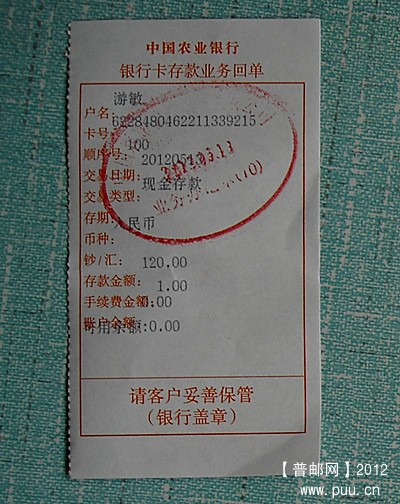 中国农业银行
银行卡存款业务回单
游敏
户名:
6228480462211339215
卡号:
100
顺序号:
交易日期:
现金存款
交易类型:
存期:
人民币
币种:
钞/汇:
120.00
存款金额:
1.00
手续费金额:
0.00
账户余额:
可用余额:0.00
请客户妥善保管
(银行盖章)
【普邮网】2012
www.puu.cn